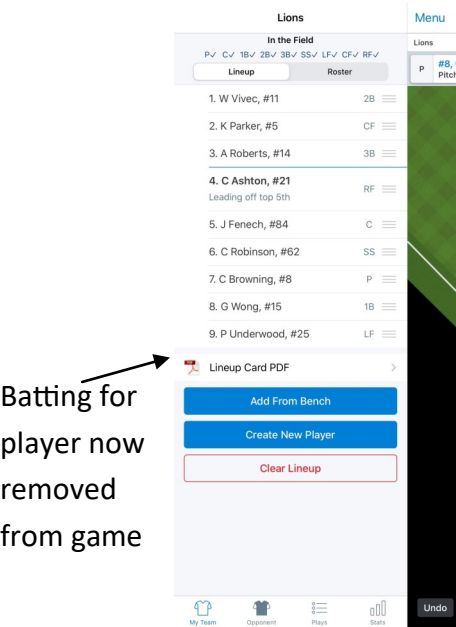 Lions
In the Field
P✓ C✓ 1B✓ 2B✓ 3B✓ SS✓ LF✓ CF✓ RF✓
Lineup Roster
1. W Vivec, #11 2B
2. K Parker, #5 CF
3. A Roberts, #14 3B
4. C Ashton, #21 RF
Leading off top 5th
5. J Fenech, #84 C
6. C Robinson, #62 SS
7. C Browning, #8 P
8. G Wong, #15 1B
9. P Underwood, #25 LF
PDF
Lineup Card PDF
Add From Bench
Create New Player
Clear Lineup
My Team Opponent Plays Stats
Menu
Lions
P #8,
Pitch
Undo
Batting for
player now
removed
from game